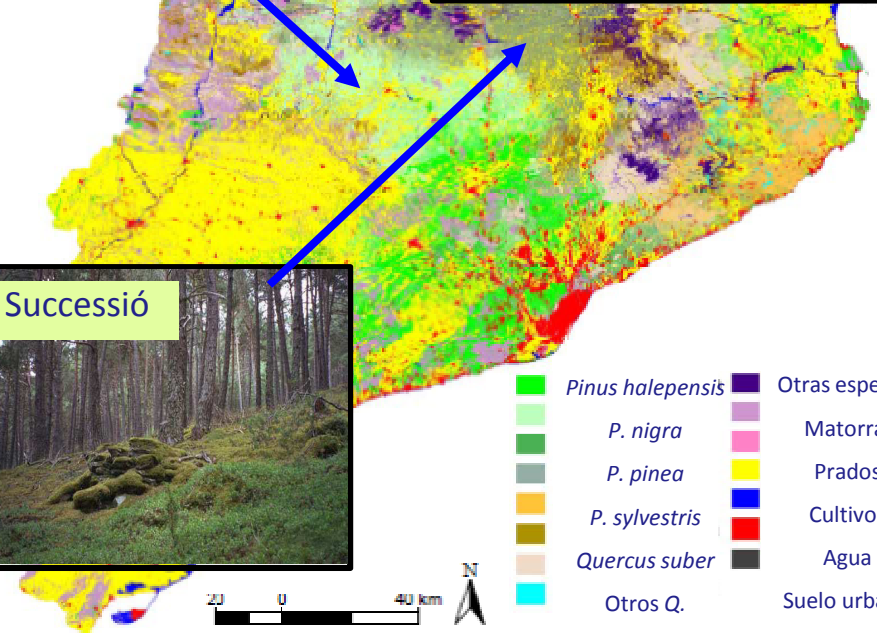 Successió
Pinus halepensis
P. nigra
P. pinea
P. sylvestris
Quercus suber
Otros Q.
Otras espe
Matorra
Prados
Cultivo
Agua
Suelo urba
N
20 0 40 km